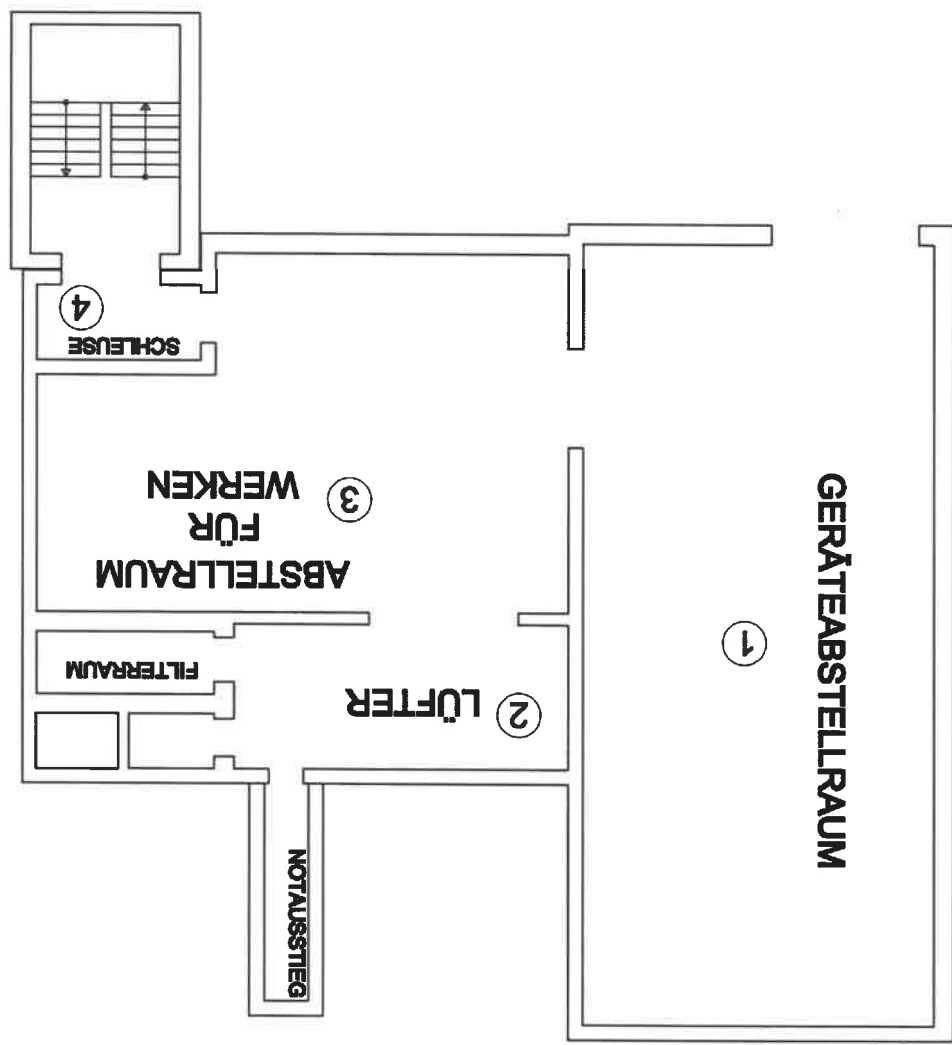 NOTAUSSTIEG
GERÄTEABSTELLRAUM
1
2
LÜFTER
FILTERRAUM
3
ABSTELLRAUM
FÜR
WERKEN
SCHLEUSE
4